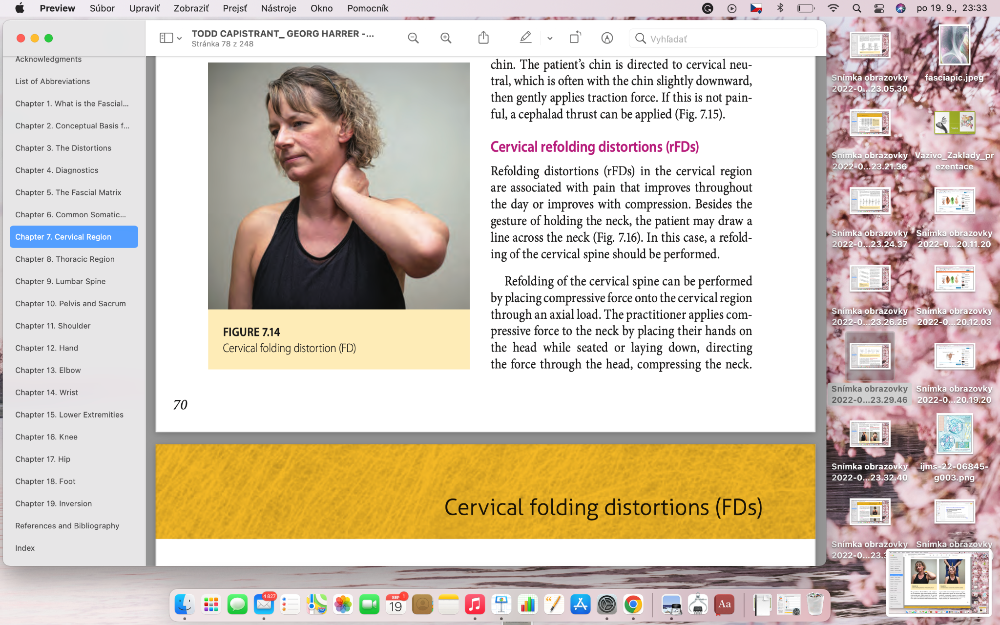 Preview Súbor Upraviť Zobraziť Prejsť Nástroje Okno Pomocník
po 19. 9., 23:33
TODD CAPISTRANT_ GEORG HARRER -...
Stránka 78 z 248
Vyhľadať
Acknowledgments
List of Abbreviations
Chapter 1. What is the Fascial...
Chapter 2. Conceptual Basis f...
Chapter 3. The Distortions
Chapter 4. Diagnostics
Chapter 5. The Fascial Matrix
Chapter 6. Common Somatic...
Chapter 7. Cervical Region
Chapter 8. Thoracic Region
Chapter 9. Lumbar Spine
Chapter 10. Pelvis and Sacrum
Chapter 11. Shoulder
Chapter 12. Hand
Chapter 13. Elbow
Chapter 14. Wrist
Chapter 15. Lower Extremities
Chapter 16. Knee
Chapter 17. Hip
Chapter 18. Foot
Chapter 19. Inversion
References and Bibliography
Index
FIGURE 7.14
Cervical folding distortion (FD)
70
chin. The patient's chin is directed to cervical neu-
tral, which is often with the chin slightly downward,
then gently applies traction force. If this is not pain-
ful, a cephalad thrust can be applied (Fig. 7.15).
Cervical refolding distortions (rFDs)
Refolding distortions (rFDs) in the cervical region
are associated with pain that improves throughout
the day or improves with compression. Besides the
gesture of holding the neck, the patient may draw a
line across the neck (Fig. 7.16). In this case, a refold-
ing of the cervical spine should be performed.
Refolding of the cervical spine can be performed
by placing compressive force onto the cervical region
through an axial load. The practitioner applies com-
pressive force to the neck by placing their hands on
the head while seated or laying down, directing
the force through the head, compressing the neck.
Cervical folding distortions (FDs)
Snímka obrazovky
2022-0...23.05.30
fasciapic.jpeg
Snímka obrazovky
2022-0...23.21.36
Vazivo_Zaklady_pr
ezentace
Snímka obrazovky
2022-0...23.24.37
Snímka obrazovky
2022-0...20.11.20
Snímka obrazovky
2022-0...23.26.25
Snímka obrazovky
2022-0...20.12.03
Snímka obrazovky
2022-0...23.29.46
Snímka obrazovky
2022-0...20.19.20
Snímka obrazovky
2022-0...23.32.40
ijms-22-06845-
g003.png
Snímka obrazovky
2022-0...23.3
Snímka obrazovky
4 827
SEP 1
19
280
Aa